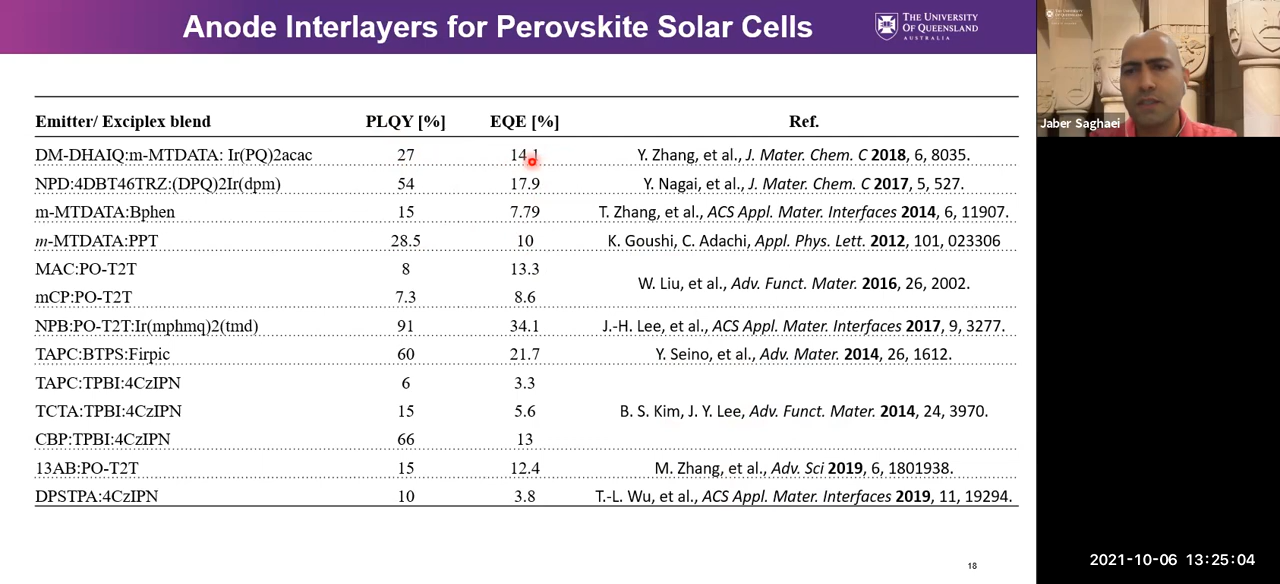 Anode Interlayers for Perovskite Solar Cells
THE UNIVERSITY
OF QUEENSLAND
AUSTRALIA
Jaber Saghaei
Emitter/ Exciplex blend PLQY [%] EQE [%] Ref.
DM-DHAIQ:m-MTDATA: Ir(PQ)2acac 27 14.1 Y. Zhang, et al., J. Mater. Chem. C 2018, 6, 8035.
NPD:4DBT46TRZ:(DPQ)2Ir(dpm) 54 17.9 Y. Nagai, et al., J. Mater. Chem. C 2017, 5, 527.
m-MTDATA:Bphen 15 7.79 T. Zhang, et al., ACS Appl. Mater. Interfaces 2014, 6, 11907.
m-MTDATA:PPT 28.5 10 K. Goushi, C. Adachi, Appl. Phys. Lett. 2012, 101, 023306
MAC:PO-T2T 8 13.3
W. Liu, et al., Adv. Funct. Mater. 2016, 26, 2002.
mCP:PO-T2T 7.3 8.6
NPB:PO-T2T:Ir(mphmq)2(tmd) 91 34.1 J.-H. Lee, et al., ACS Appl. Mater. Interfaces 2017, 9, 3277.
TAPC:BTPS:Firpic 60 21.7 Y. Seino, et al., Adv. Mater. 2014, 26, 1612.
TAPC:TPBI:4CzIPN 6 3.3
TCTA:TPBI:4CzIPN 15 5.6 B. S. Kim, J. Y. Lee, Adv. Funct. Mater. 2014, 24, 3970.
CBP:TPBI:4CzIPN 66 13
13AB:PO-T2T 15 12.4 M. Zhang, et al., Adv. Sci 2019, 6, 1801938.
DPSTPA:4CzIPN 10 3.8 T.-L. Wu, et al., ACS Appl. Mater. Interfaces 2019, 11, 19294.
18
2021-10-06 13:25:04